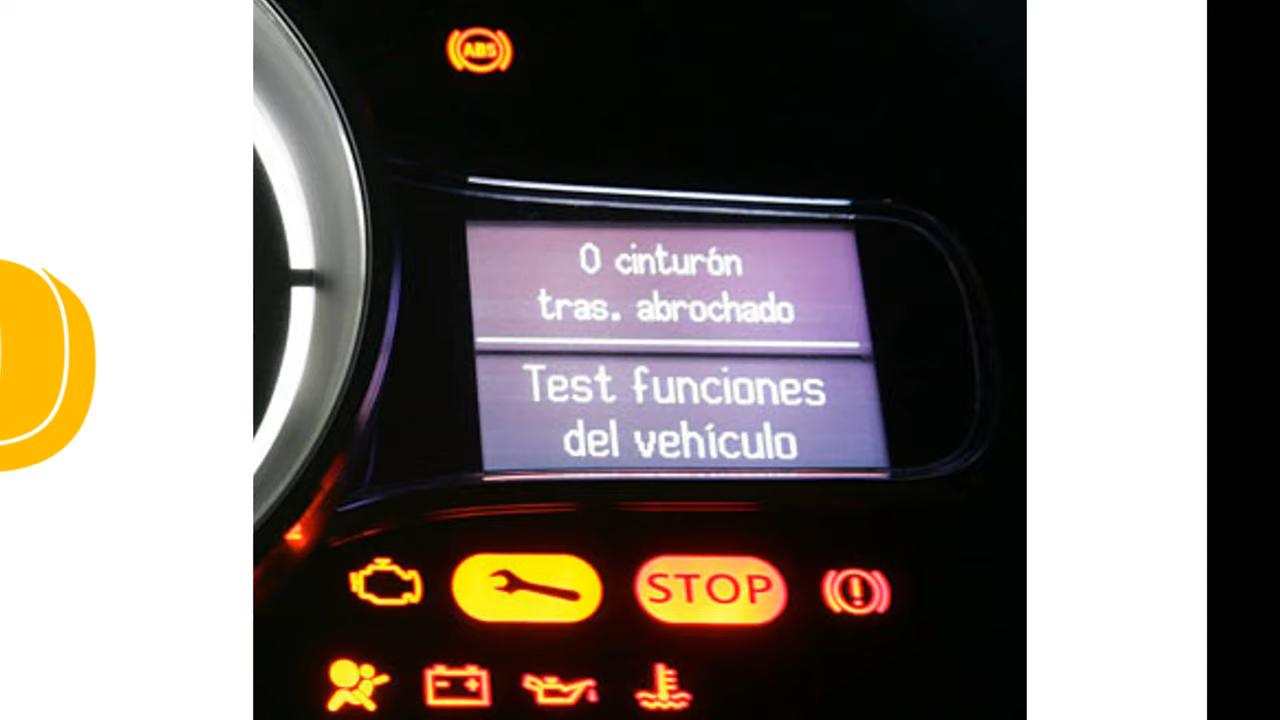 ABS
0 cinturón
tras. abrochado
Test funciones
del vehículo
STOP